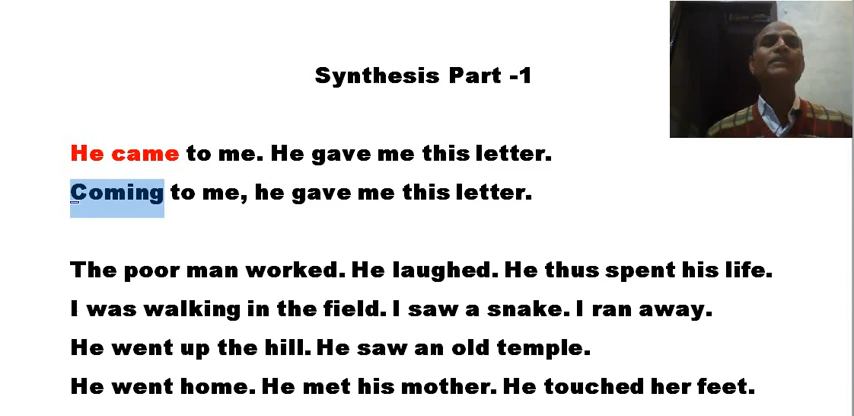 Synthesis Part -1
He came to me. He gave me this letter.
Coming to me, he gave me this letter.
The poor man worked. He laughed. He thus spent his life.
I was walking in the field. I saw a snake. I ran away.
He went up the hill. He saw an old temple.
He went home. He met his mother. He touched her feet.